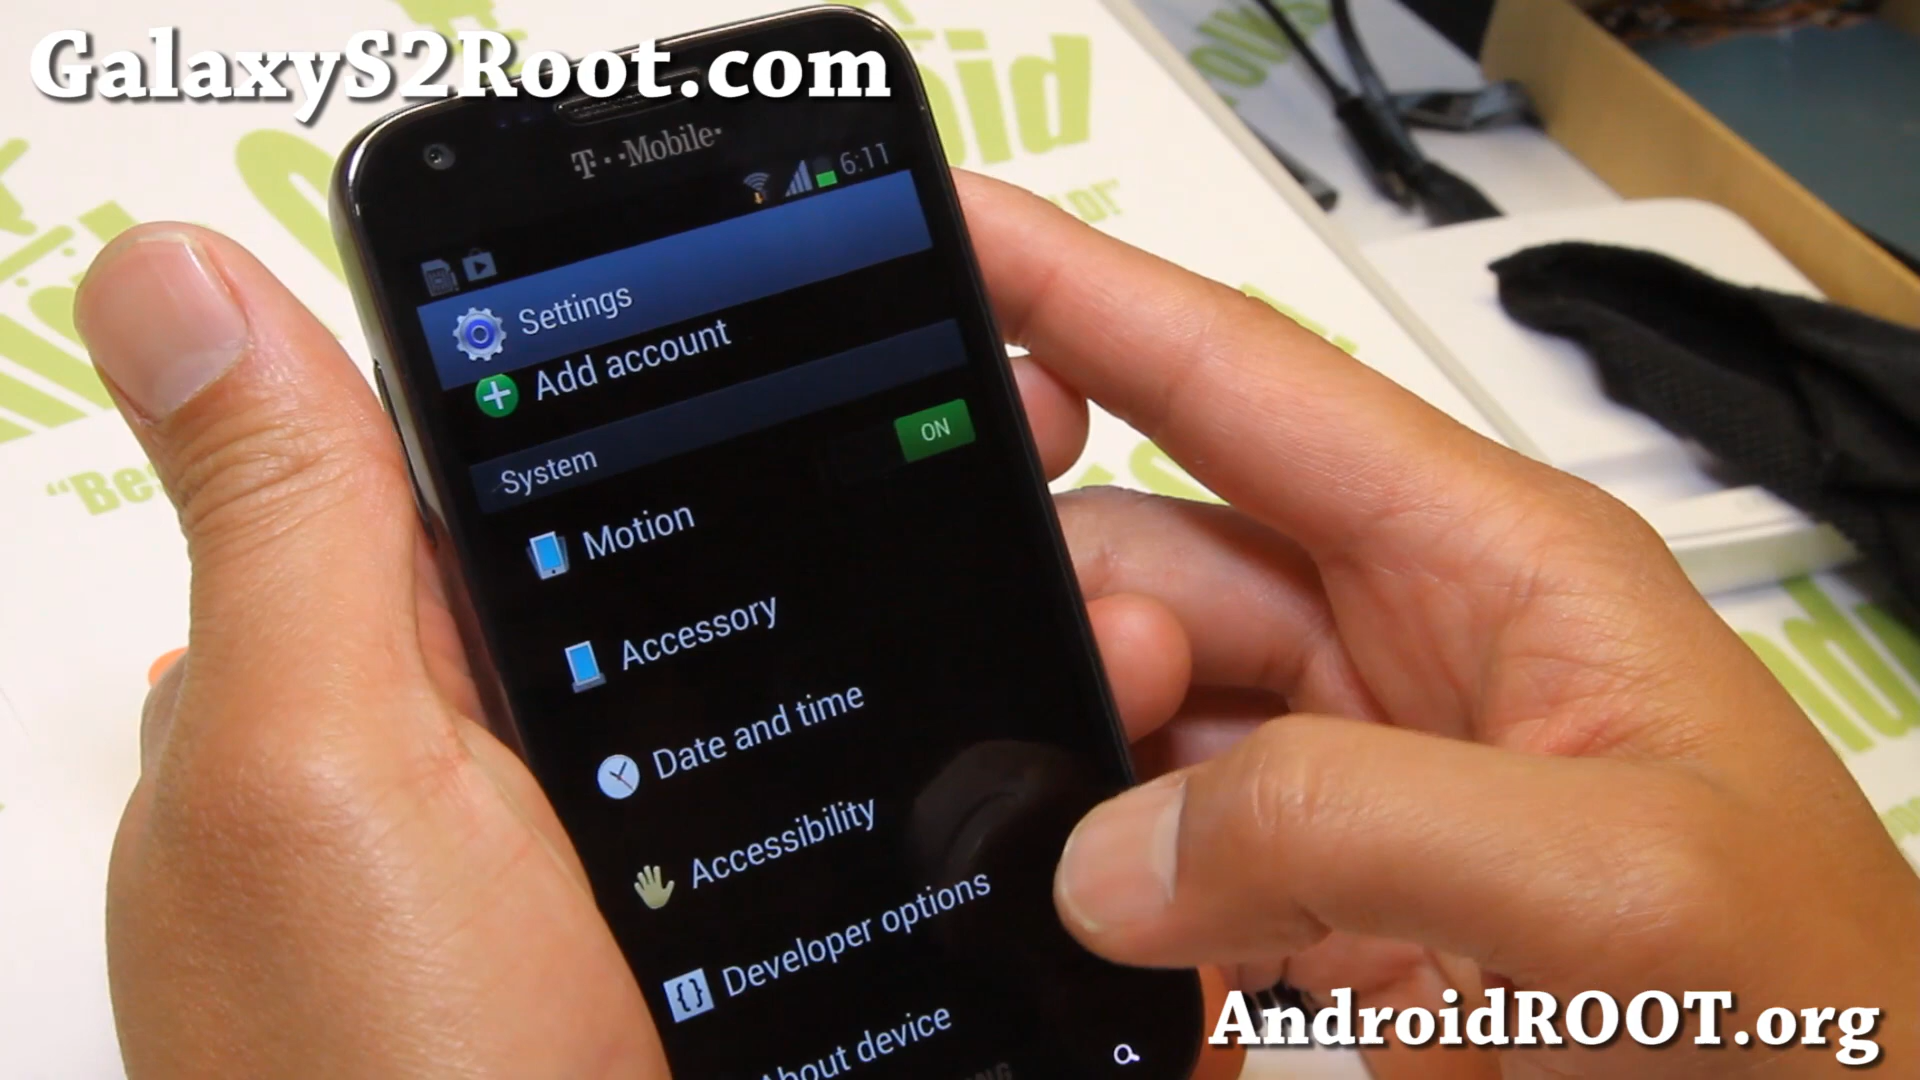 GalaxyS2Root.com
T··Mobile·
6:11
Settings
Add account
System
ON
Motion
Accessory
Date and time
Accessibility
Developer options
About device
"Bes
AndroidROOT.org